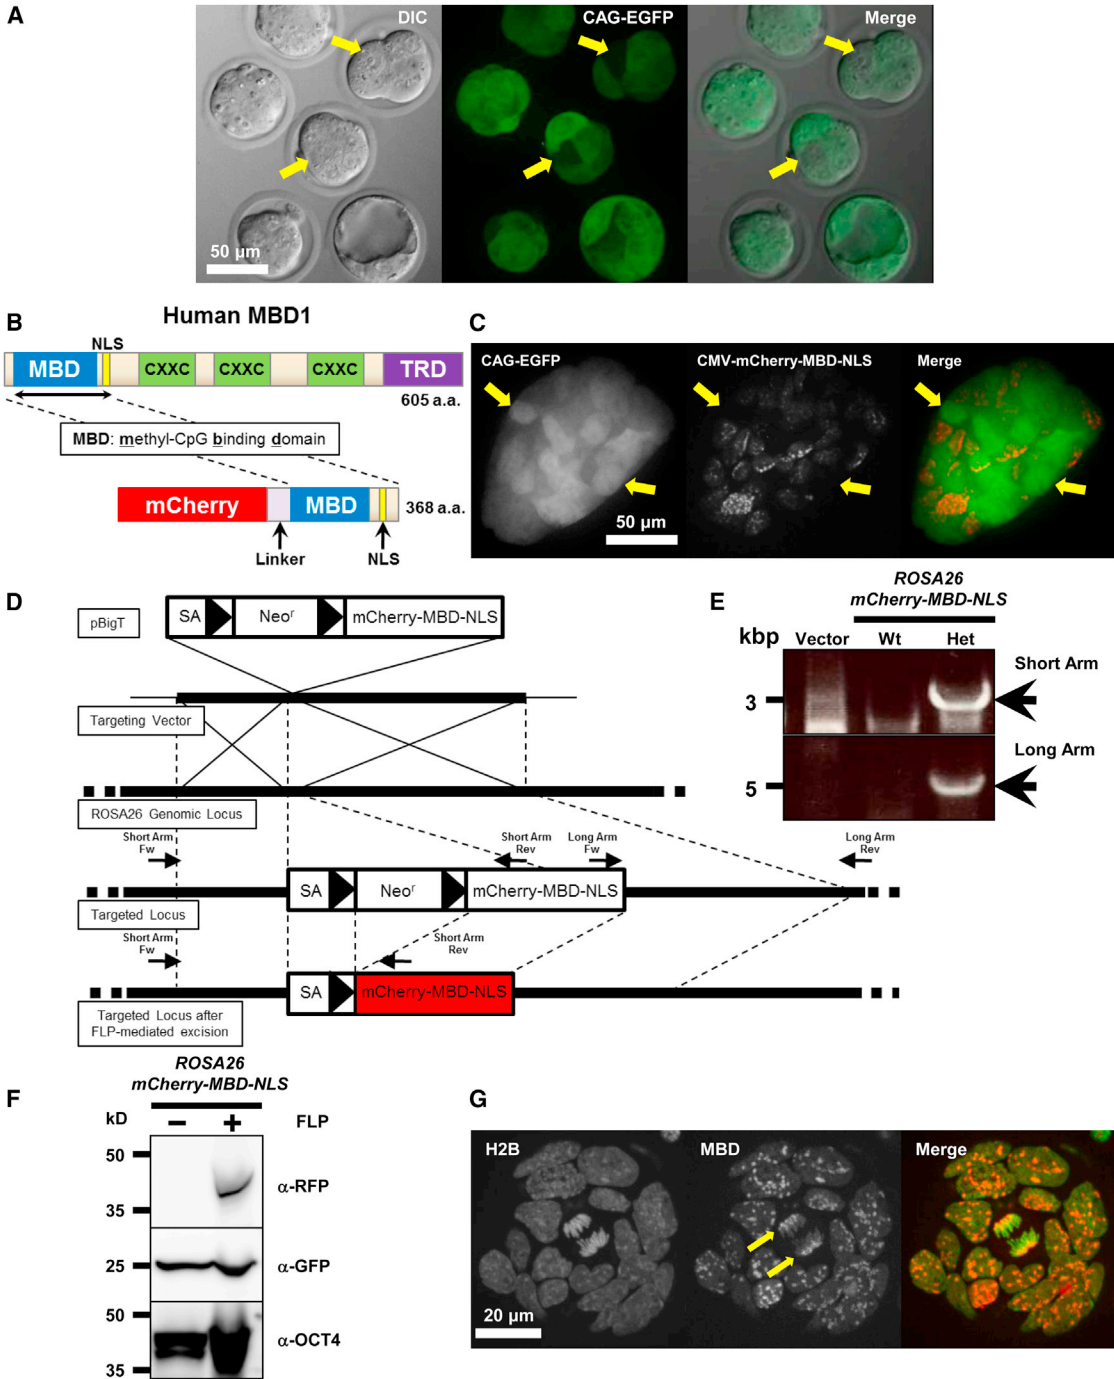 A
DIC
CAG-EGFP
Merge
50 µm
B
Human MBD1
NLS
MBD
CXXC
CXXC
CXXC
TRD
605 a.a.
MBD: methyl-CpG binding domain
mCherry
MBD
368 a.a.
Linker
NLS
C
CAG-EGFP
CMV-mCherry-MBD-NLS
Merge
50 µm
D
pBigT
SA
Neoʳ
mCherry-MBD-NLS
Targeting Vector
ROSA26 Genomic Locus
Short Arm
Fw
Short Arm
Rev
Long Arm
Fw
Long Arm
Rev
SA
Neoʳ
mCherry-MBD-NLS
Targeted Locus
Short Arm
Fw
Short Arm
Rev
SA
mCherry-MBD-NLS
Targeted Locus after
FLP-mediated excision
E
ROSA26
mCherry-MBD-NLS
kbp
Vector
Wt
Het
Short Arm
3
Long Arm
5
F
ROSA26
mCherry-MBD-NLS
kD
− +
FLP
50
35
α-RFP
25
α-GFP
50
35
α-OCT4
G
H2B
MBD
Merge
20 µm